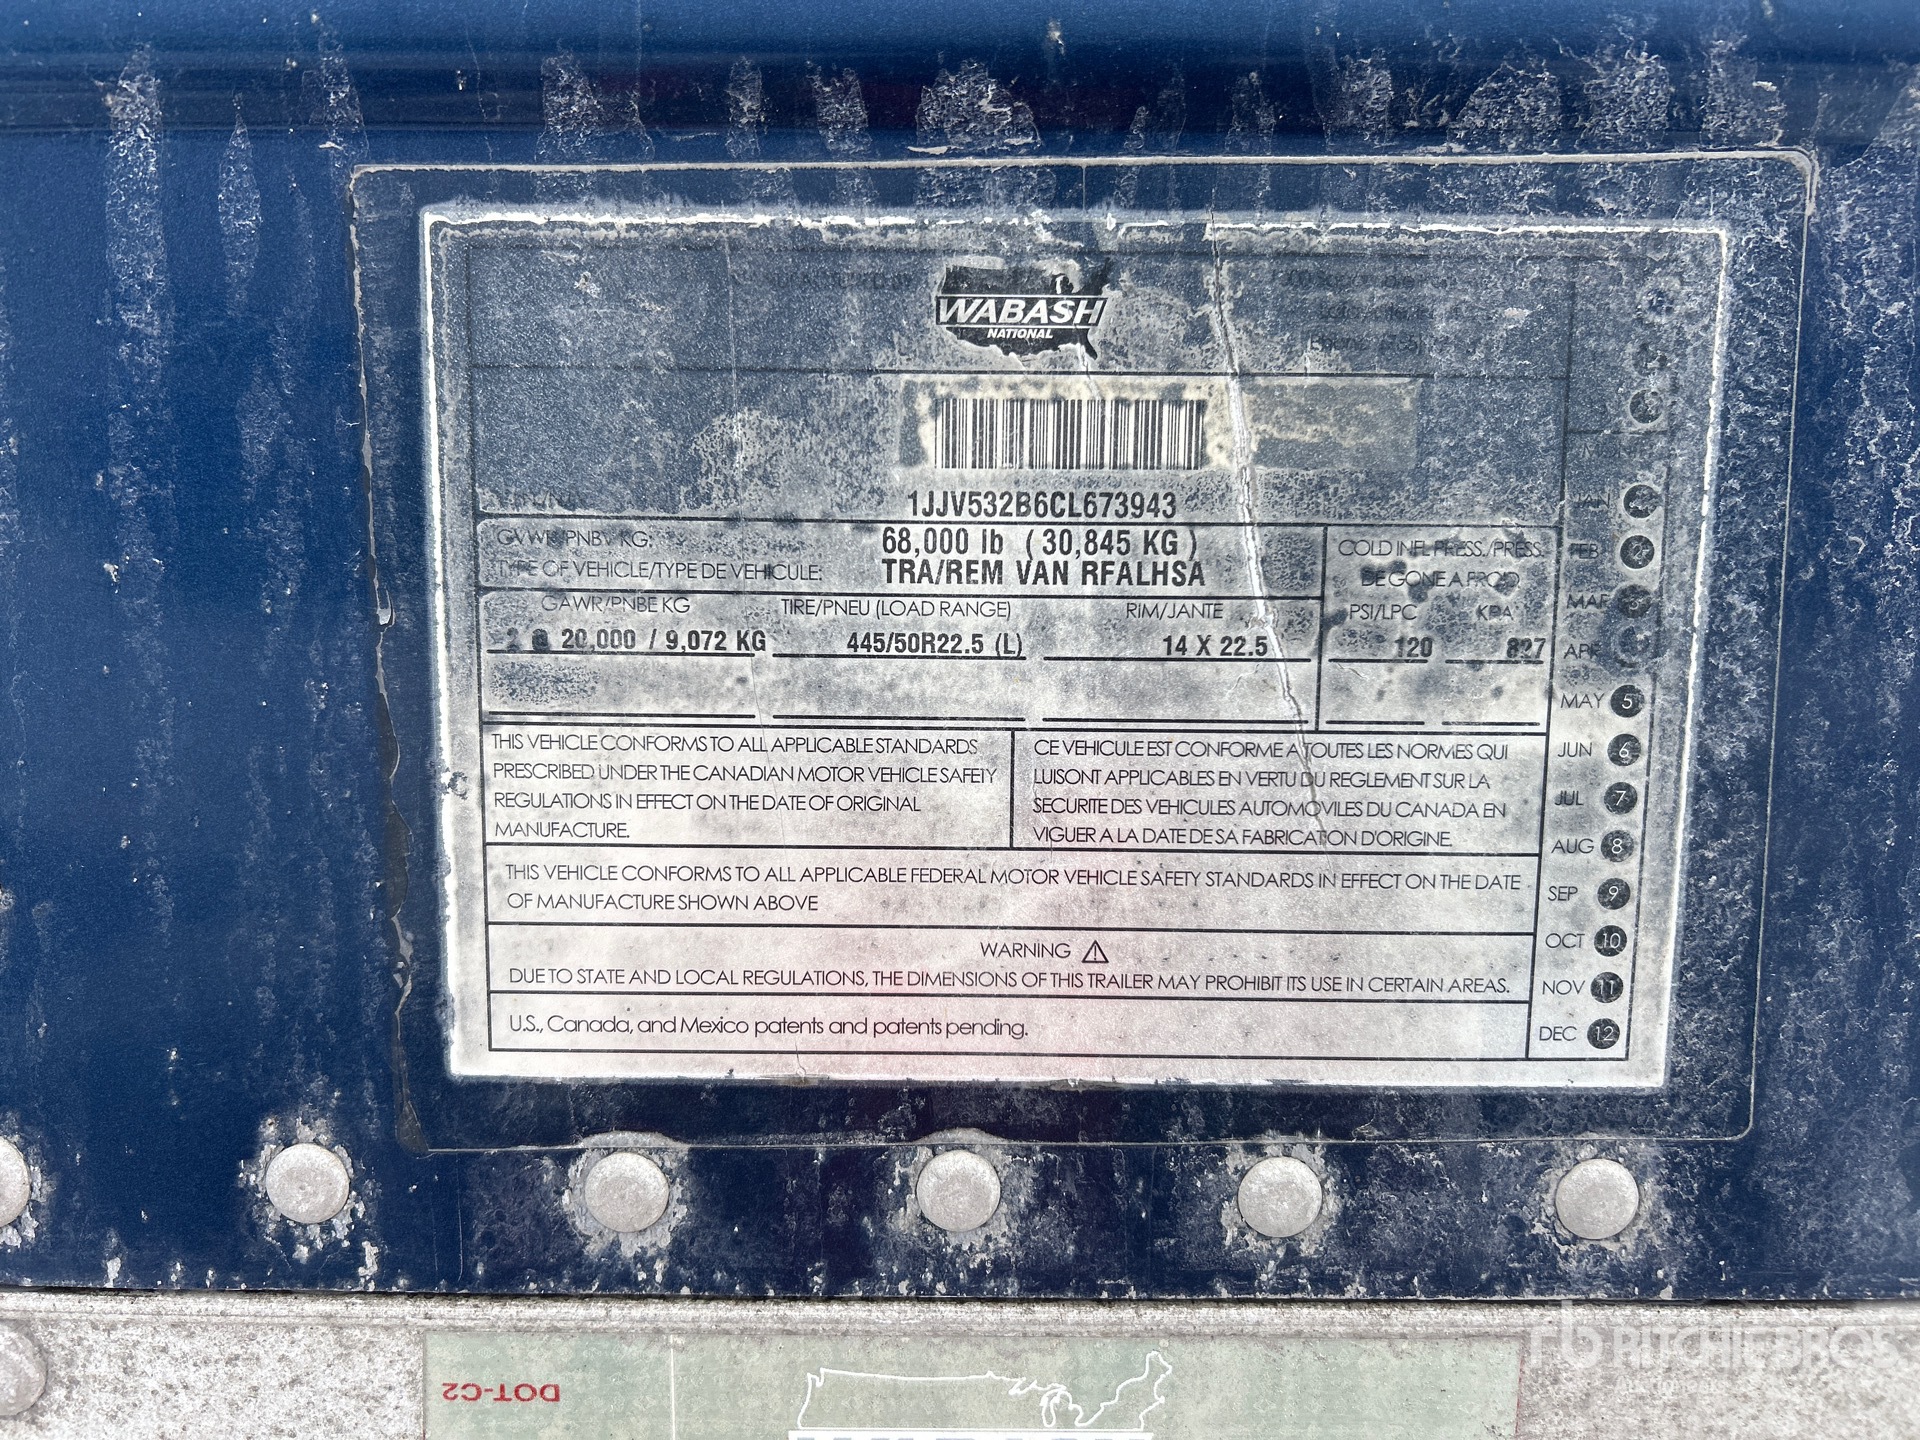 WABASH
NATIONAL
1JJV532B6CL673943
GVWR/PNBV KG: 68,000 lb ( 30,845 KG )
TYPE OF VEHICLE/TYPE DE VEHICULE: TRA/REM VAN RFALHSA
COLD INFL PRESS./PRESS.
DE GONE A FROID
GAWR/PNBE KG TIRE/PNEU (LOAD RANGE) RIM/JANTE PSI/LPC KPA
2 @ 20,000 / 9,072 KG 445/50R22.5 (L) 14 X 22.5 120 827
THIS VEHICLE CONFORMS TO ALL APPLICABLE STANDARDS
PRESCRIBED UNDER THE CANADIAN MOTOR VEHICLE SAFETY
REGULATIONS IN EFFECT ON THE DATE OF ORIGINAL
MANUFACTURE.
CE VEHICULE EST CONFORME A TOUTES LES NORMES QUI
LUISONT APPLICABLES EN VERTU DU REGLEMENT SUR LA
SECURITE DES VEHICULES AUTOMOVILES DU CANADA EN
VIGUER A LA DATE DE SA FABRICATION D'ORIGINE.
THIS VEHICLE CONFORMS TO ALL APPLICABLE FEDERAL MOTOR VEHICLE SAFETY STANDARDS IN EFFECT ON THE DATE
OF MANUFACTURE SHOWN ABOVE
WARNING ⚠
DUE TO STATE AND LOCAL REGULATIONS, THE DIMENSIONS OF THIS TRAILER MAY PROHIBIT ITS USE IN CERTAIN AREAS.
U.S., Canada, and Mexico patents and patents pending.
JAN
FEB 2
MAR 3
APR
MAY 5
JUN 6
JUL 7
AUG 8
SEP 9
OCT 10
NOV 11
DEC 12
DOT-C2
rb RITCHIE BROS.